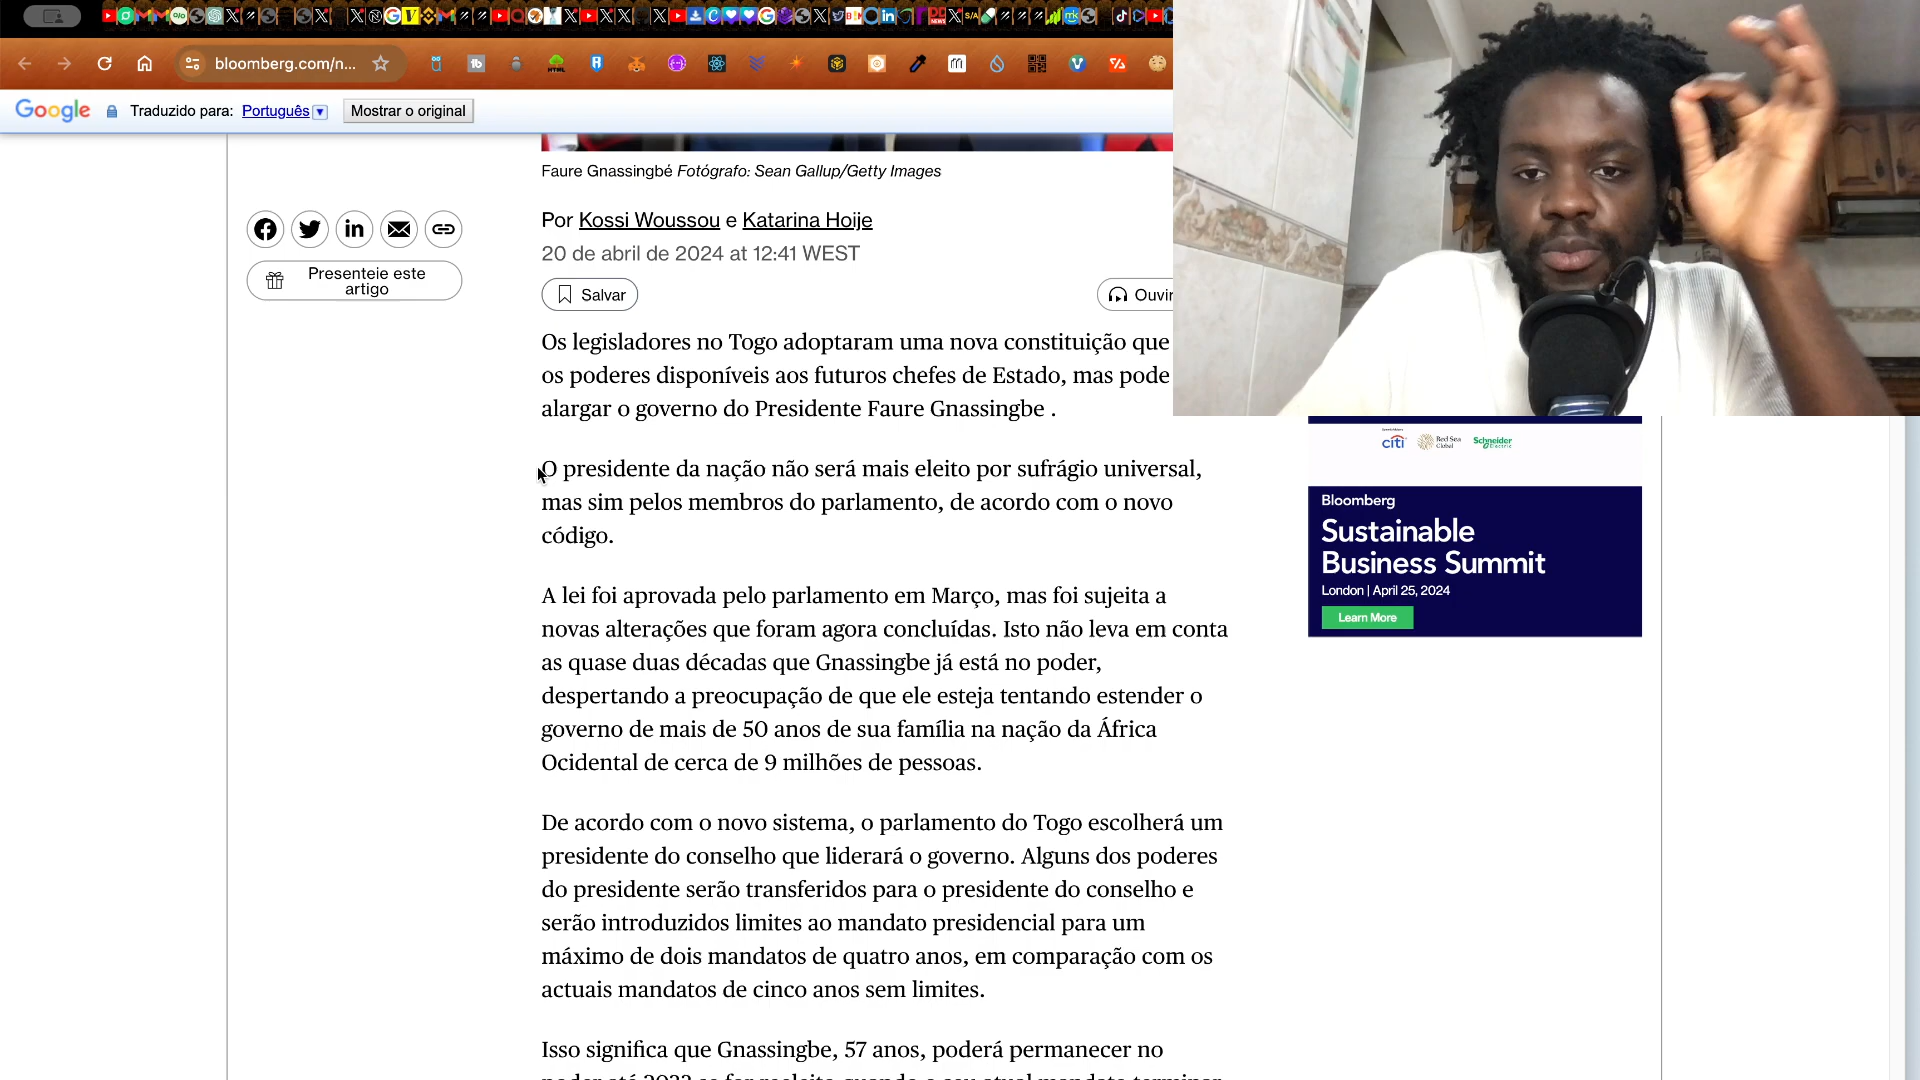 bloomberg.com/n...
Google
Traduzido para: Português
Mostrar o original
Faure Gnassingbé Fotógrafo: Sean Gallup/Getty Images
Por Kossi Woussou e Katarina Hoije
20 de abril de 2024 at 12:41 WEST
Presenteie este
artigo
Salvar
Ouvir
Os legisladores no Togo adoptaram uma nova constituição que
os poderes disponíveis aos futuros chefes de Estado, mas pode
alargar o governo do Presidente Faure Gnassingbe .
O presidente da nação não será mais eleito por sufrágio universal,
mas sim pelos membros do parlamento, de acordo com o novo
código.
A lei foi aprovada pelo parlamento em Março, mas foi sujeita a
novas alterações que foram agora concluídas. Isto não leva em conta
as quase duas décadas que Gnassingbe já está no poder,
despertando a preocupação de que ele esteja tentando estender o
governo de mais de 50 anos de sua família na nação da África
Ocidental de cerca de 9 milhões de pessoas.
De acordo com o novo sistema, o parlamento do Togo escolherá um
presidente do conselho que liderará o governo. Alguns dos poderes
do presidente serão transferidos para o presidente do conselho e
serão introduzidos limites ao mandato presidencial para um
máximo de dois mandatos de quatro anos, em comparação com os
actuais mandatos de cinco anos sem limites.
Isso significa que Gnassingbe, 57 anos, poderá permanecer no
citi
Red Sea
Global
Schneider
Electric
Bloomberg
Sustainable
Business Summit
London | April 25, 2024
Learn More